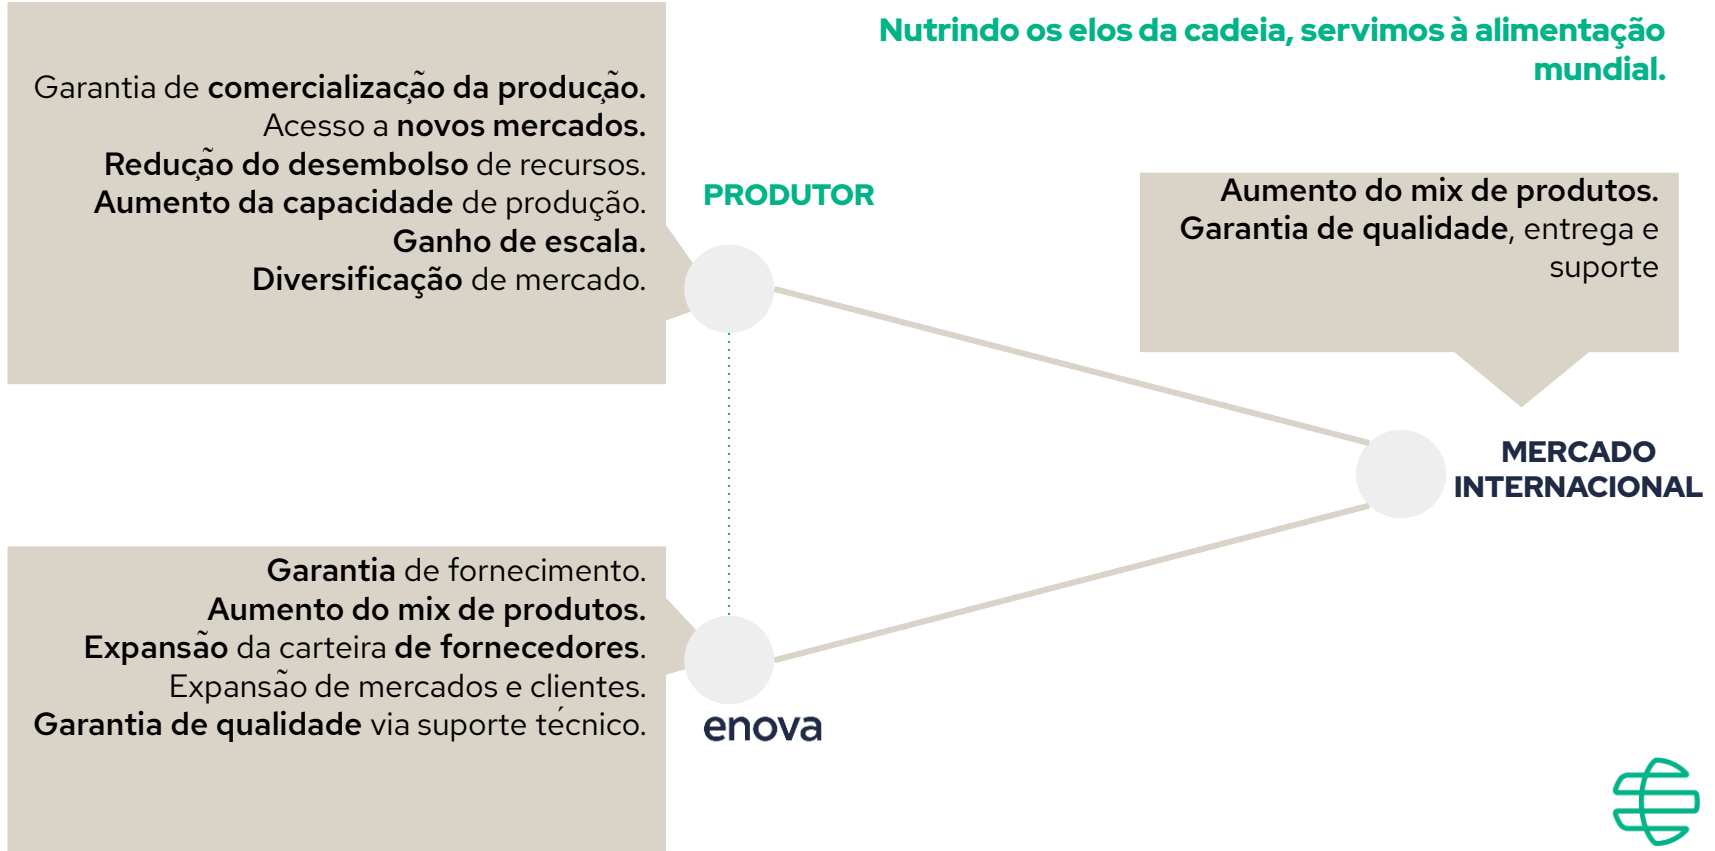 Nutrindo os elos da cadeia, servimos à alimentação
mundial.
Garantia de comercialização da produção.
Acesso a novos mercados.
Redução do desembolso de recursos.
Aumento da capacidade de produção.
Ganho de escala.
Diversificação de mercado.
PRODUTOR
Aumento do mix de produtos.
Garantia de qualidade, entrega e
suporte
MERCADO
INTERNACIONAL
Garantia de fornecimento.
Aumento do mix de produtos.
Expansão da carteira de fornecedores.
Expansão de mercados e clientes.
Garantia de qualidade via suporte técnico.
enova